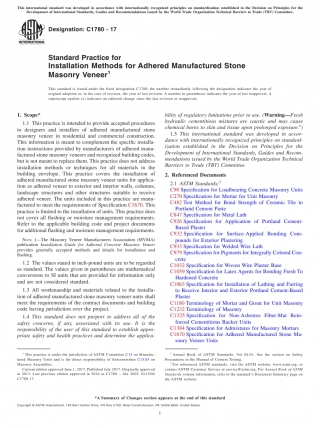 This international standard was developed in accordance with internationally recognized principles on standardization established in the Decision on Principles for the
Development of International Standards, Guides and Recommendations issued by the World Trade Organization Technical Barriers to Trade (TBT) Committee.
Designation: C1780 − 17
INTERNATIONAL
Standard Practice for
Installation Methods for Adhered Manufactured Stone
Masonry Veneer1
This standard is issued under the fixed designation C1780; the number immediately following the designation indicates the year of
original adoption or, in the case of revision, the year of last revision. A number in parentheses indicates the year of last reapproval. A
superscript epsilon (ε) indicates an editorial change since the last revision or reapproval.
1. Scope*
1.1 This practice is intended to provide accepted procedures
to designers and installers of adhered manufactured stone
masonry veneer in residential and commercial construction.
This information is meant to complement the specific installation
instructions provided by manufacturers of adhered manufactured
stone masonry veneers and recognized building codes,
but is not meant to replace them. This practice does not address
installation methods or techniques for all materials in the
building envelope. This practice covers the installation of
adhered manufactured stone masonry veneer units for application
as adhered veneer to exterior and interior walls, columns,
landscape structures and other structures suitable to receive
adhered veneer. The units included in this practice are manufactured
to meet the requirements of Specification C1670. This
practice is limited to the installation of units. This practice does
not cover all flashing or moisture management requirements.
Refer to the applicable building code and project documents
for additional flashing and moisture management requirements.
NOTE 1—The Masonry Veneer Manufacturers Association (MVMA)
publication Installation Guide for Adhered Concrete Masonry Veneer
provides generally accepted methods and details for installation and
flashing.
1.2 The values stated in inch-pound units are to be regarded
as standard. The values given in parentheses are mathematical
conversions to SI units that are provided for information only
and are not considered standard.
1.3 All workmanship and materials related to the installation
of adhered manufactured stone masonry veneer units shall
meet the requirements of the contract documents and building
code having jurisdiction over the project.
1.4 This standard does not purport to address all of the
safety concerns, if any, associated with its use. It is the
responsibility of the user of this standard to establish appropriate
safety and health practices and determine the applicability
of regulatory limitations prior to use. (Warning—Fresh
hydraulic cementitious mixtures are caustic and may cause
chemical burns to skin and tissue upon prolonged exposure.2)
1.5 This international standard was developed in accordance
with internationally recognized principles on standardization
established in the Decision on Principles for the
Development of International Standards, Guides and Recommendations
issued by the World Trade Organization Technical
Barriers to Trade (TBT) Committee.
2. Referenced Documents
2.1 ASTM Standards:3
C90 Specification for Loadbearing Concrete Masonry Units
C270 Specification for Mortar for Unit Masonry
C482 Test Method for Bond Strength of Ceramic Tile to
Portland Cement Paste
C847 Specification for Metal Lath
C926 Specification for Application of Portland Cement-
Based Plaster
C932 Specification for Surface-Applied Bonding Compounds
for Exterior Plastering
C933 Specification for Welded Wire Lath
C979 Specification for Pigments for Integrally Colored Concrete
C1032 Specification for Woven Wire Plaster Base
C1059 Specification for Latex Agents for Bonding Fresh To
Hardened Concrete
C1063 Specification for Installation of Lathing and Furring
to Receive Interior and Exterior Portland Cement-Based
Plaster
C1180 Terminology of Mortar and Grout for Unit Masonry
C1232 Terminology of Masonry
C1325 Specification for Non-Asbestos Fiber-Mat Reinforced
Cementitious Backer Units
C1384 Specification for Admixtures for Masonry Mortars
C1670 Specification for Adhered Manufactured Stone Masonry
Veneer Units
1 This practice is under the jurisdiction of ASTM Committee C15 on Manufactured
Masonry Units and is the direct responsibility of Subcommittee
Masonry Veneer.
Current edition approved June 1, 2017. Published July 2017. Originally approved
in 2013. Last previous edition approved in 2016 as
C1780-17.
2 Annual Book of ASTM Standards, Vol 04.01. See the section on Safety
Precautions in the Manual of Cement Testing.
3 For referenced ASTM standards, visit the ASTM website, www.astm.org, or
contact ASTM Customer Service at service@astm.org. For Annual Book of ASTM
Standards volume information, refer to the standard's Document Summary page on
the ASTM website.
*A Summary of Changes section appears at the end of this standard
Copyright © ASTM International, 100 Barr Harbor Drive, PO Box C700, West Conshohocken, PA 19428-2959. United States
1